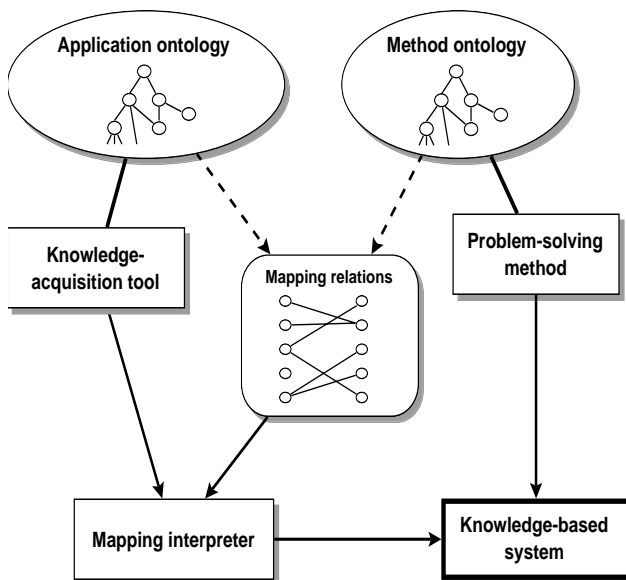 Application ontology
Method ontology
Knowledge-
acquisition tool
Mapping relations
Problem-solving
method
Mapping interpreter
Knowledge-based
system